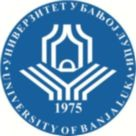 УНИВЕРЗИТЕТ У БАЊОЈ ЛУЦИ
UNIVERSITY OF BANJA LUKA
1975